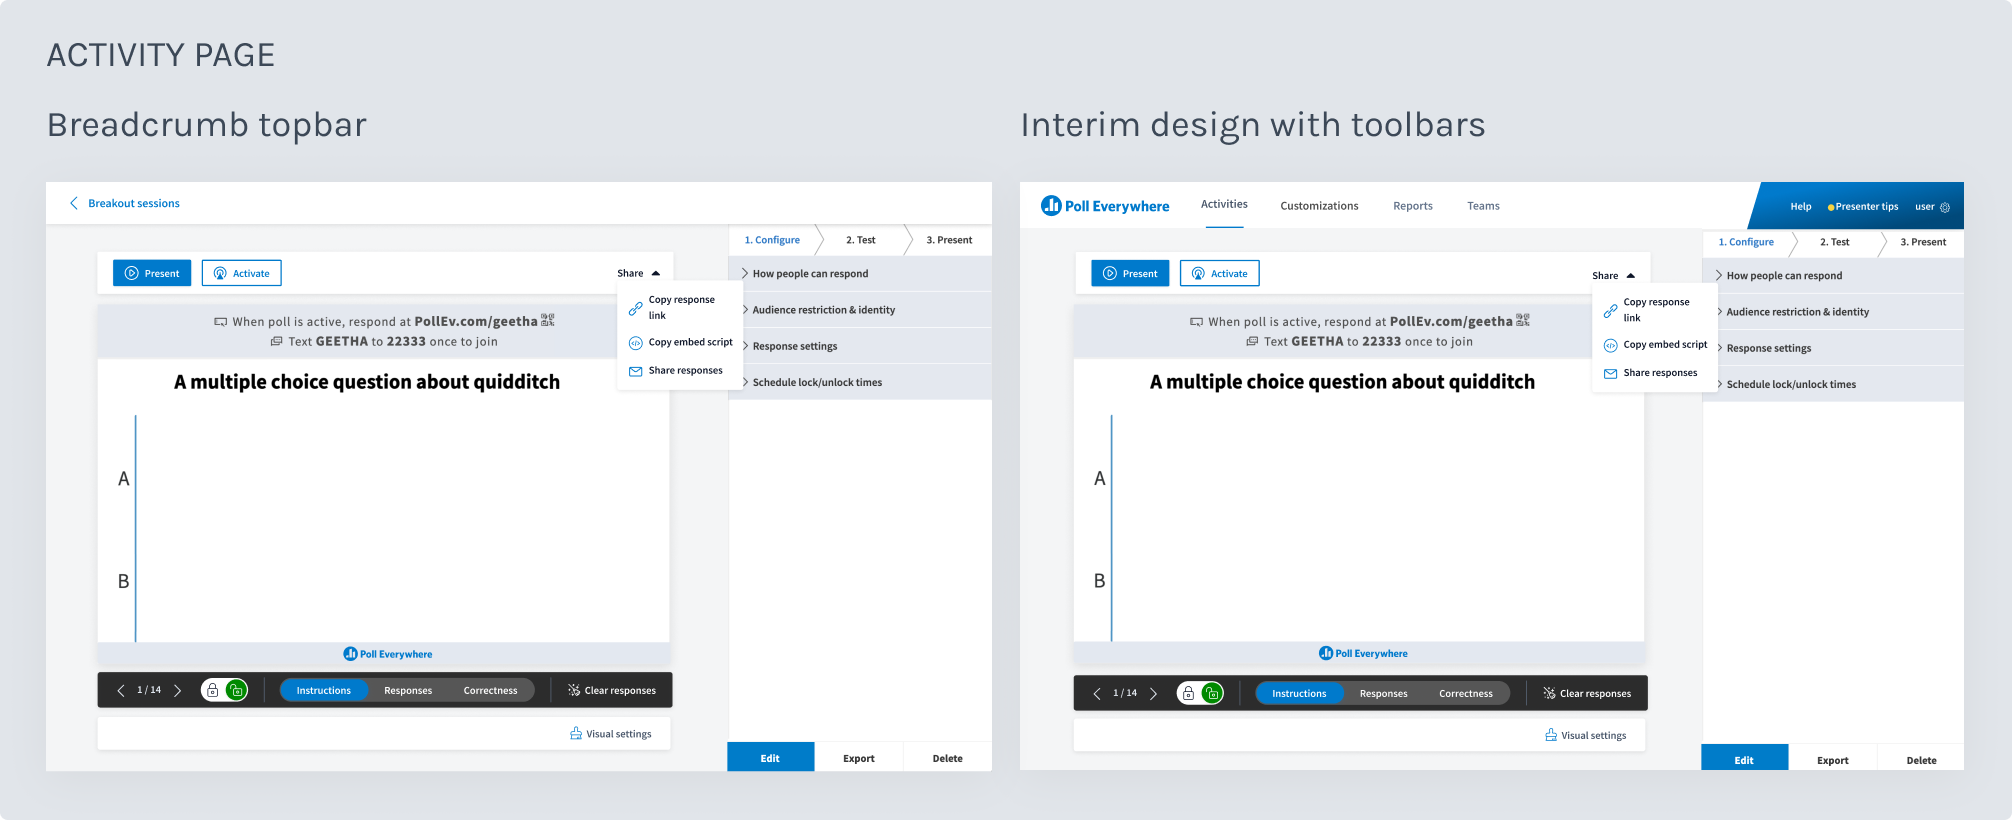 ACTIVITY PAGE
Breadcrumb topbar
Breakout sessions
1. Configure
2. Test
3. Present
Present
Activate
Share
Copy response
link
Copy embed script
Share responses
How people can respond
Audience restriction & identity
Response settings
Schedule lock/unlock times
When poll is active, respond at PollEv.com/geetha
Text GEETHA to 22333 once to join
A multiple choice question about quidditch
A
B
Poll Everywhere
1 / 14
Instructions
Responses
Correctness
Clear responses
Visual settings
Edit
Export
Delete
Interim design with toolbars
Poll Everywhere
Activities
Customizations
Reports
Teams
Help
Presenter tips
user
1. Configure
2. Test
3. Present
Present
Activate
Share
Copy response
link
Copy embed script
Share responses
How people can respond
Audience restriction & identity
Response settings
Schedule lock/unlock times
When poll is active, respond at PollEv.com/geetha
Text GEETHA to 22333 once to join
A multiple choice question about quidditch
A
B
Poll Everywhere
1 / 14
Instructions
Responses
Correctness
Clear responses
Visual settings
Edit
Export
Delete